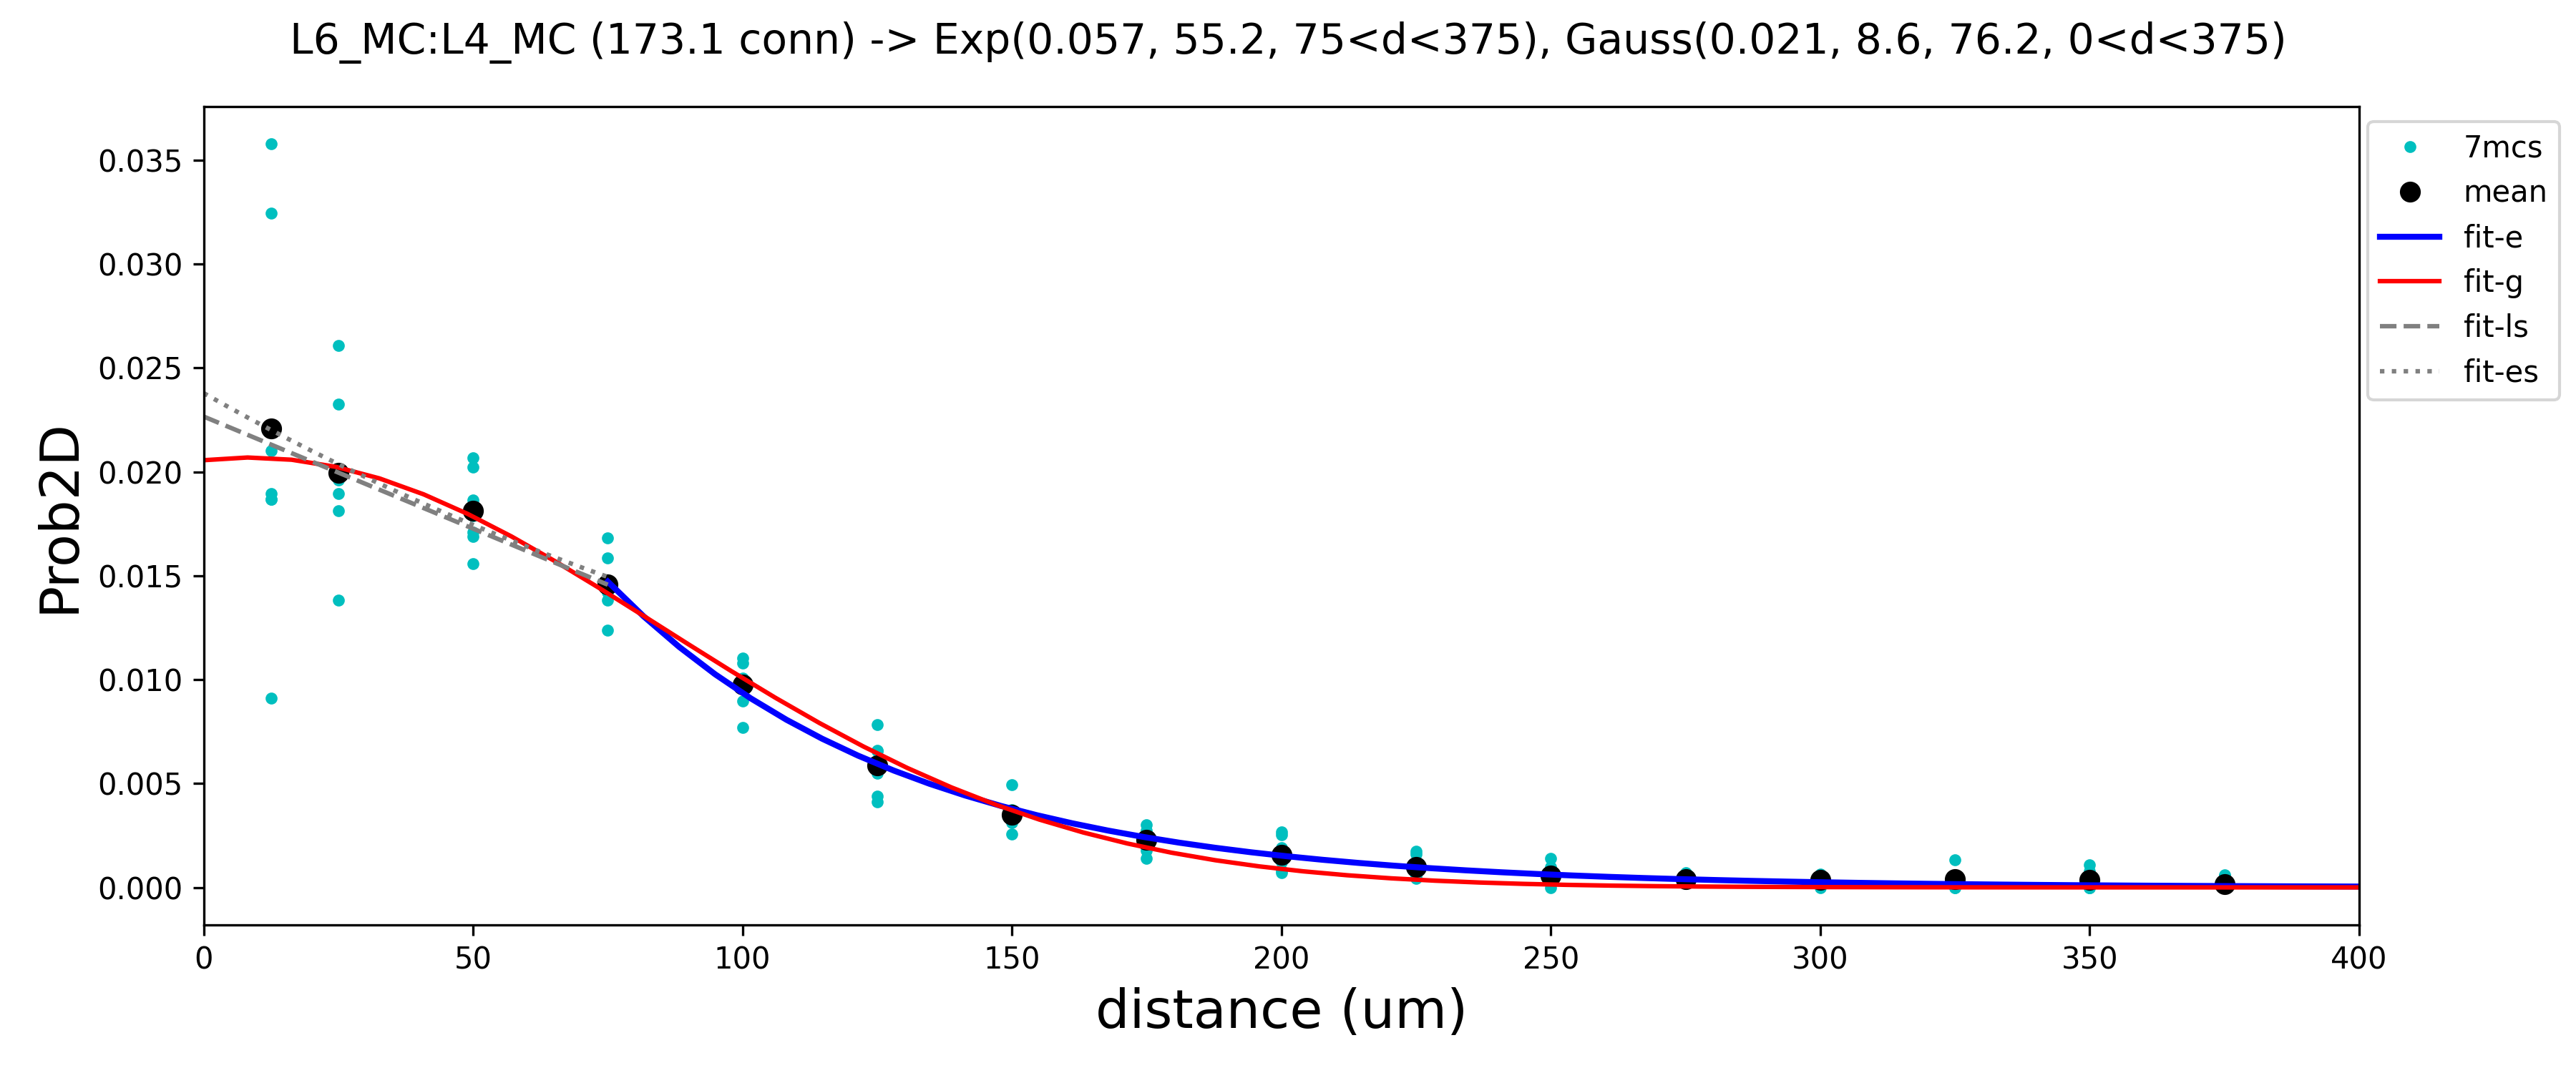 L6_MC:L4_MC (173.1 conn) -> Exp(0.057, 55.2, 75<d<375), Gauss(0.021, 8.6, 76.2, 0<d<375)
0.035
0.030
0.025
0.020
0.015
0.010
0.005
0.000
Prob2D
0 50 100 150 200 250 300 350 400
distance (um)
7mcs
mean
fit-e
fit-g
fit-ls
fit-es